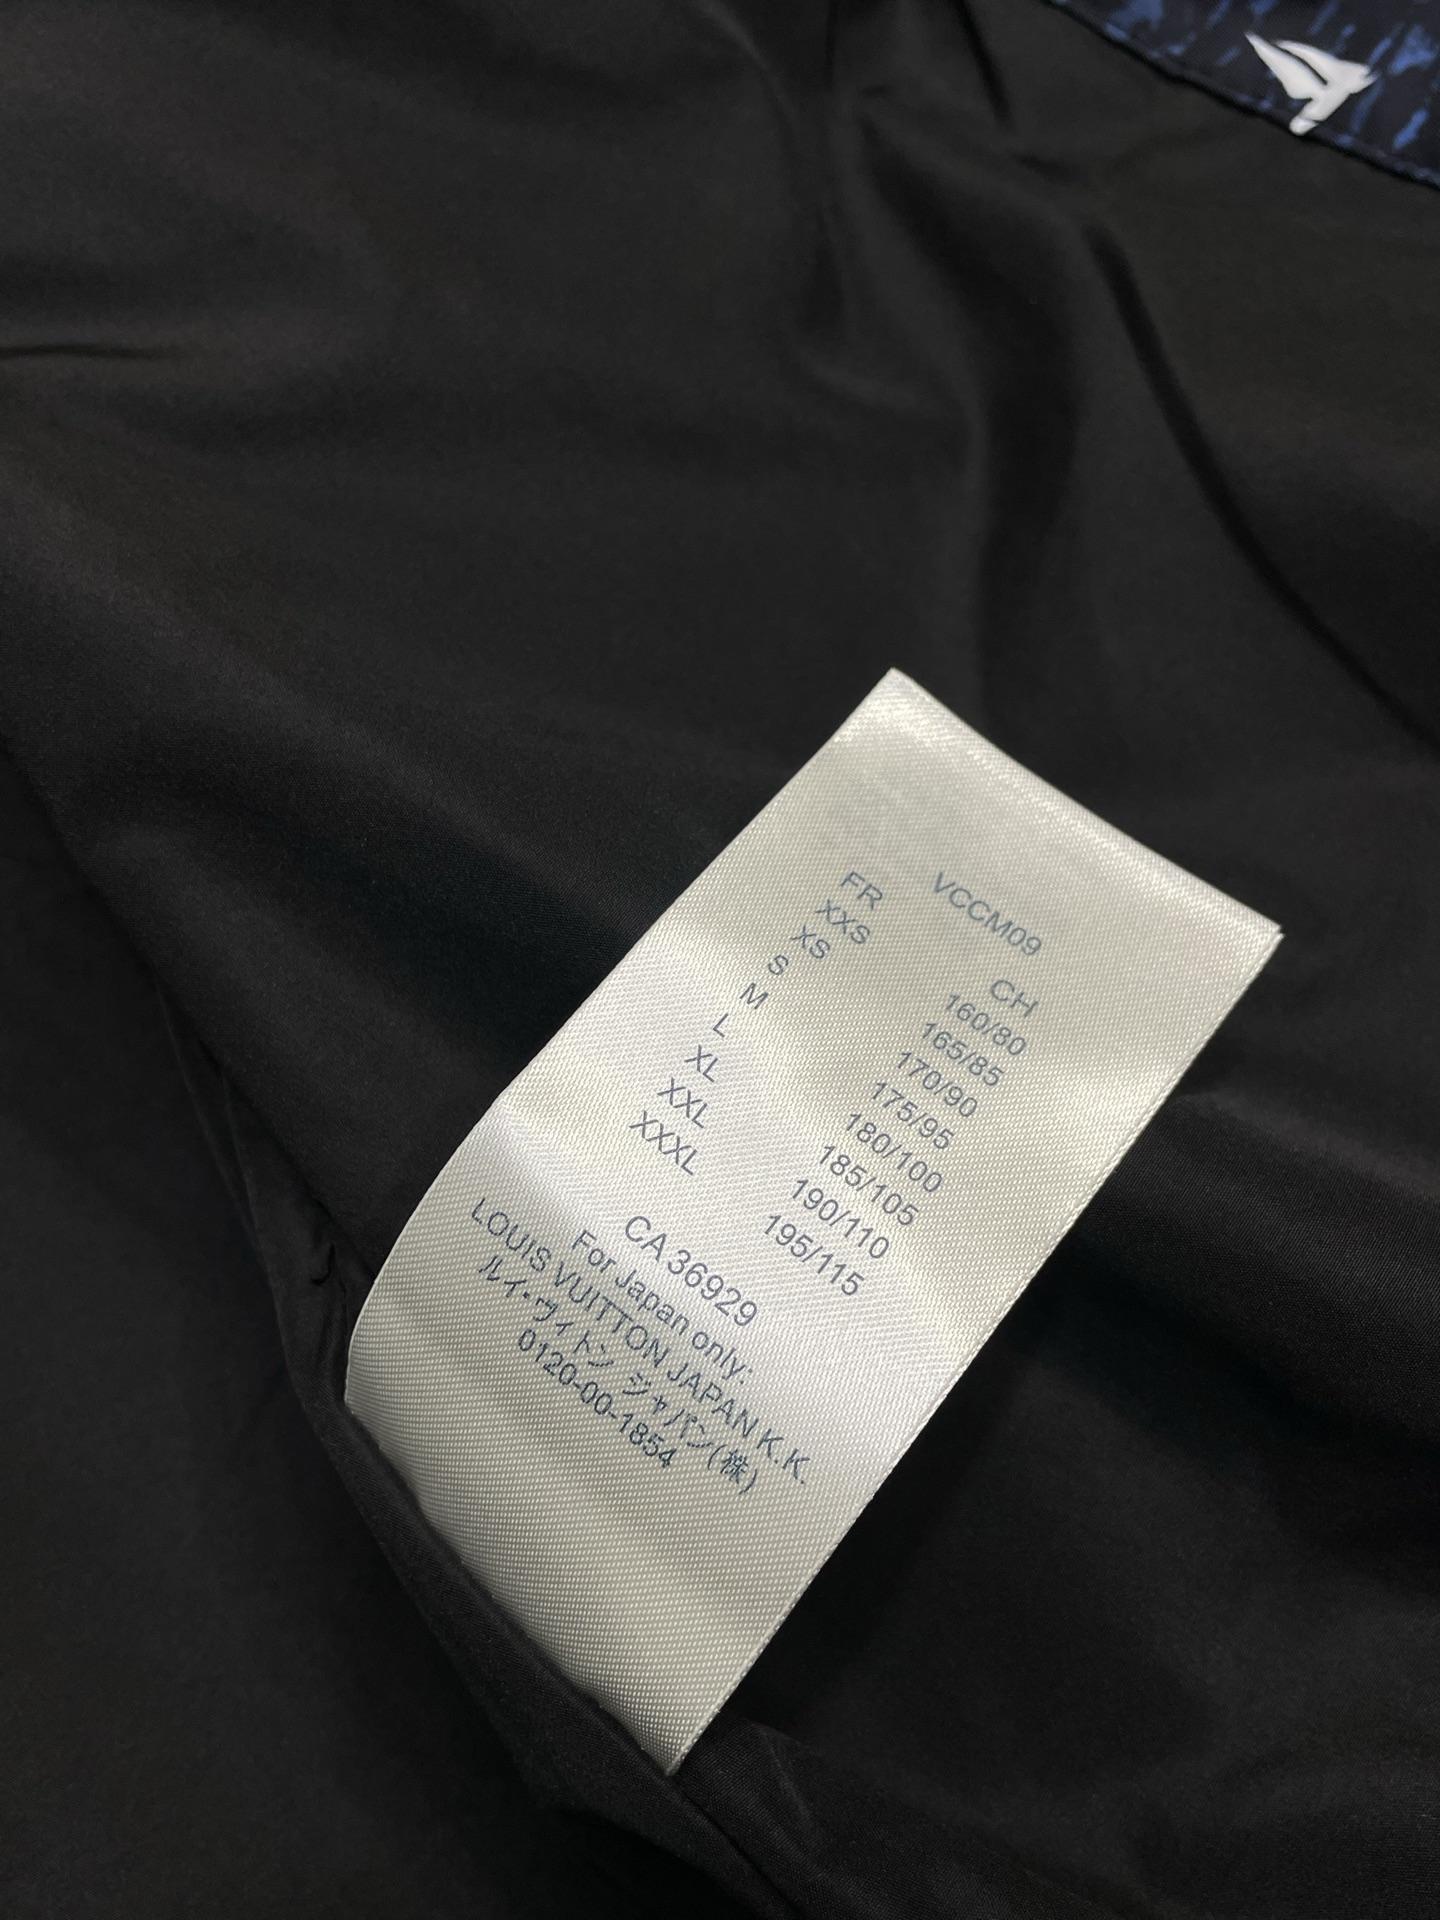 VCCM09
FR CH
XXS 160/80
XS 165/85
S 170/90
M 175/95
L 180/100
XL 185/105
XXL 190/110
XXXL 195/115
CA 36929
For Japan only:
LOUIS VUITTON JAPAN K.K.
ルイ・ヴィトン ジャパン(株)
0120-00-1854